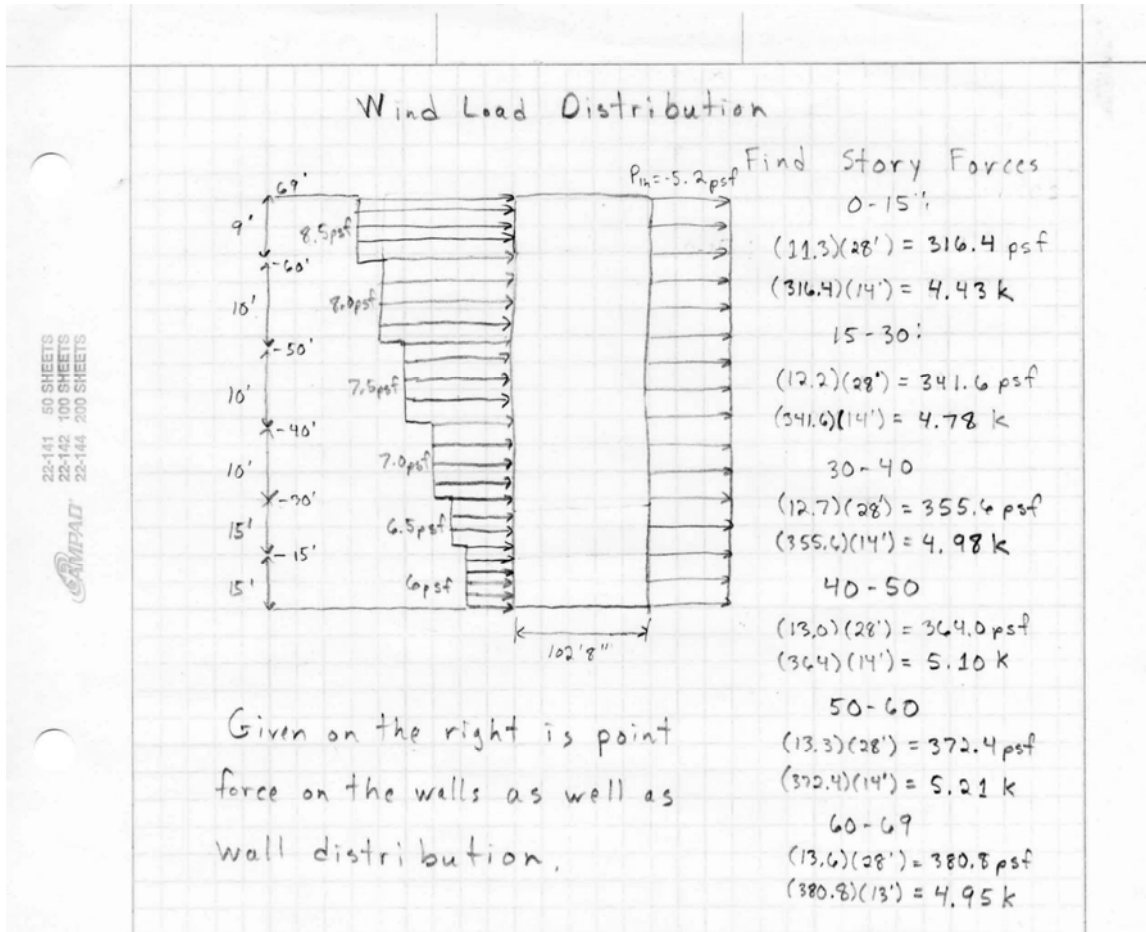 Wind Load Distribution
69'
9'
8.5psf
-60'
10'
8.0psf
-50'
10'
7.5psf
-40'
10'
7.0psf
-30'
15'
6.5psf
-15'
15'
6psf
Pin=-5.2psf
102'8"
Given on the right is point
force on the walls as well as
wall distribution.
Find Story Forces
0-15':
(11.3)(28') = 316.4 psf
(316.4)(14') = 4.43 k
15-30:
(12.2)(28') = 341.6 psf
(341.6)(14') = 4.78 k
30-40
(12.7)(28') = 355.6 psf
(355.6)(14') = 4.98 k
40-50
(13.0)(28') = 364.0 psf
(364)(14') = 5.10 k
50-60
(13.3)(28') = 372.4 psf
(372.4)(14') = 5.21 k
60-69
(13.6)(28') = 380.8 psf
(380.8)(13') = 4.95 k
22-141 50 SHEETS
22-142 100 SHEETS
22-144 200 SHEETS
AMPAD